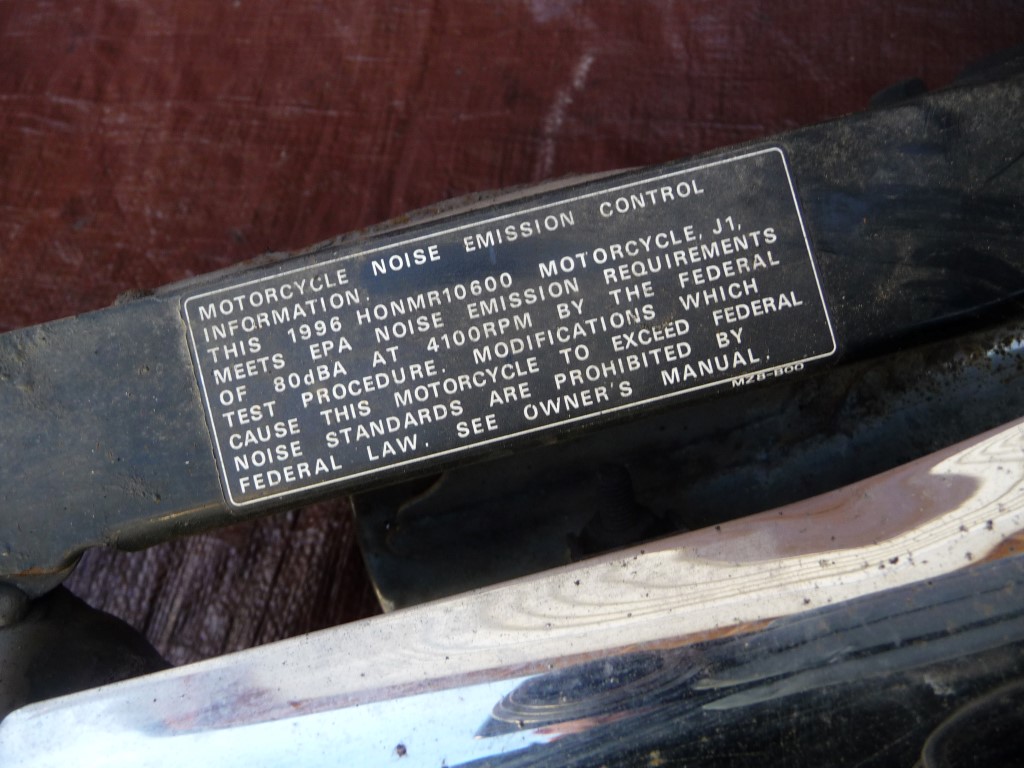 MOTORCYCLE NOISE EMISSION CONTROL
INFORMATION.
THIS 1996 HONMR10600 MOTORCYCLE, J1,
MEETS EPA NOISE EMISSION REQUIREMENTS
OF 80dBA AT 4100RPM BY THE FEDERAL
TEST PROCEDURE. MODIFICATIONS WHICH
CAUSE THIS MOTORCYCLE TO EXCEED FEDERAL
NOISE STANDARDS ARE PROHIBITED BY
FEDERAL LAW. SEE OWNER'S MANUAL.
MZ8-B00